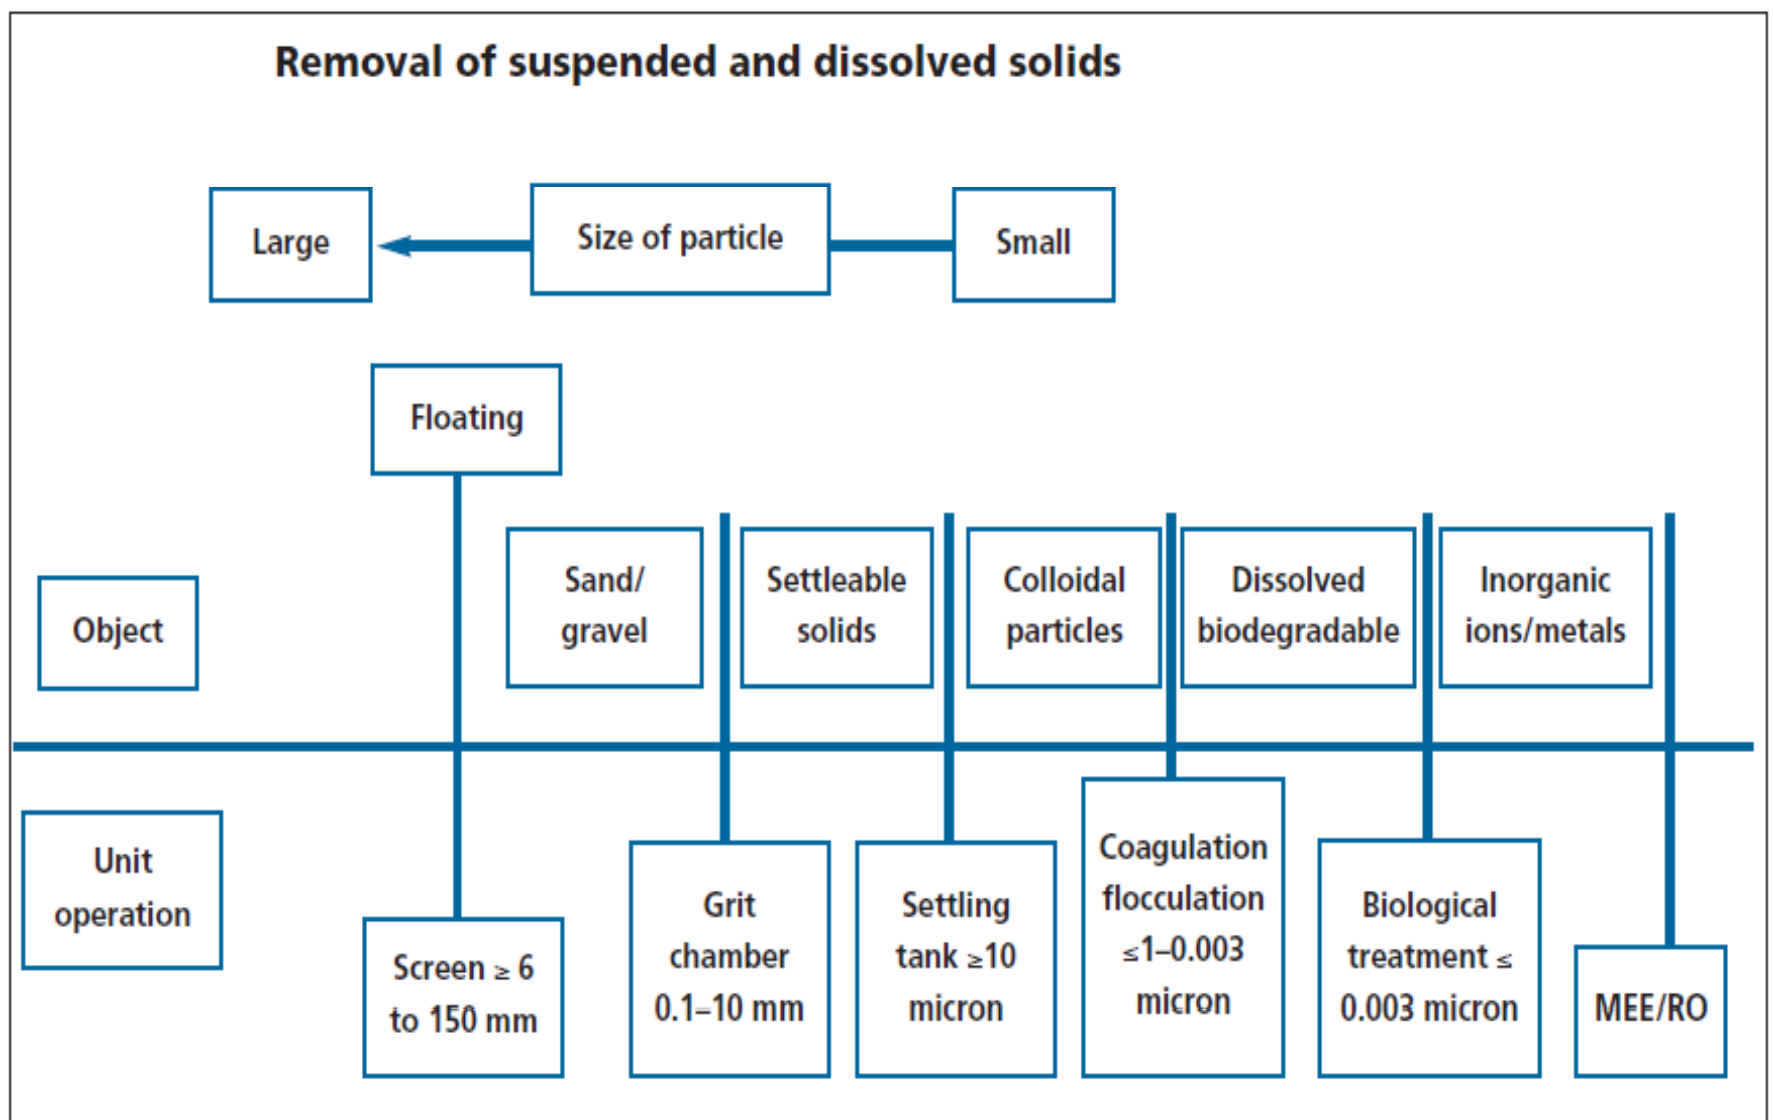 Removal of suspended and dissolved solids
Large
Size of particle
Small
Floating
Object
Sand/
gravel
Settleable
solids
Colloidal
particles
Dissolved
biodegradable
Inorganic
ions/metals
Unit
operation
Screen ≥ 6
to 150 mm
Grit
chamber
0.1–10 mm
Settling
tank ≥10
micron
Coagulation
flocculation
≤1–0.003
micron
Biological
treatment ≤
0.003 micron
MEE/RO